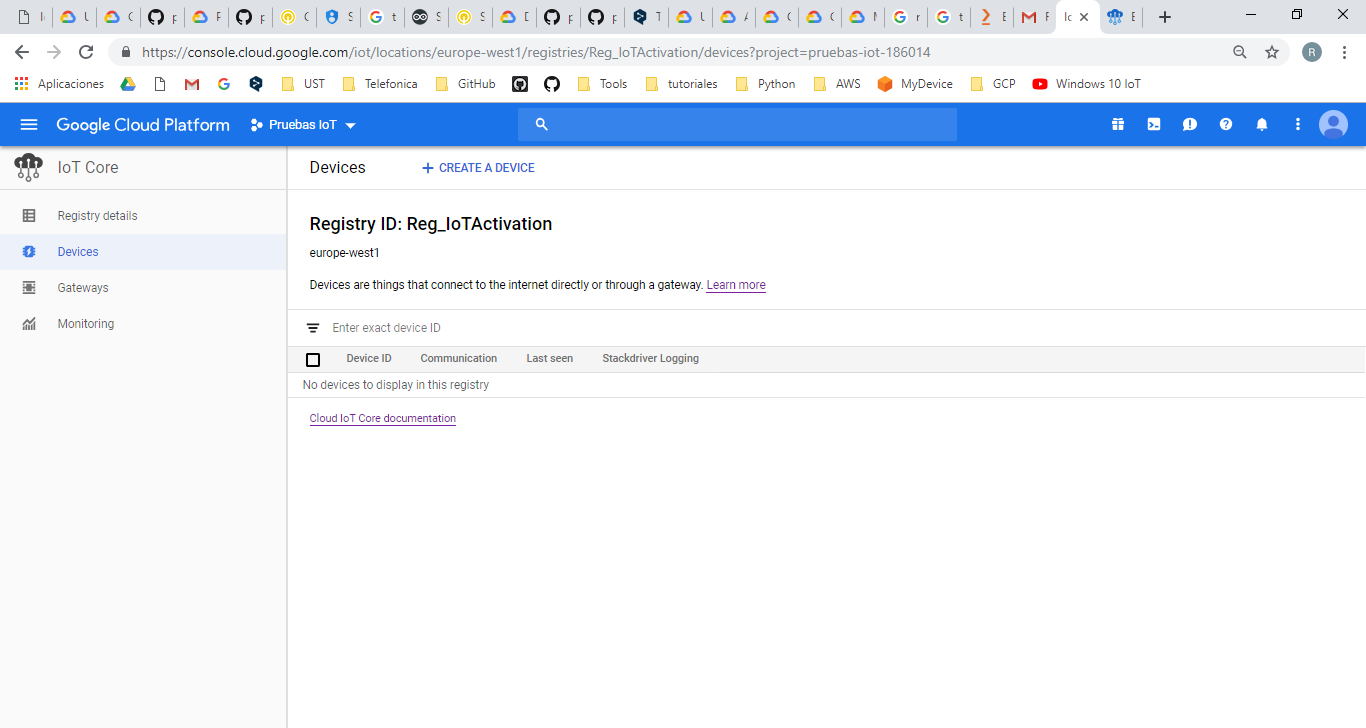 https://console.cloud.google.com/iot/locations/europe-west1/registries/Reg_IoTActivation/devices?project=pruebas-iot-186014
R
Aplicaciones
UST
Telefonica
GitHub
Tools
tutoriales
Python
AWS
MyDevice
GCP
Windows 10 IoT
Google Cloud Platform
Pruebas IoT
IoT Core
Devices
CREATE A DEVICE
Registry details
Devices
Gateways
Monitoring
Registry ID: Reg_IoTActivation
europe-west1
Devices are things that connect to the internet directly or through a gateway. Learn more
Enter exact device ID
Device ID Communication Last seen Stackdriver Logging
No devices to display in this registry
Cloud IoT Core documentation